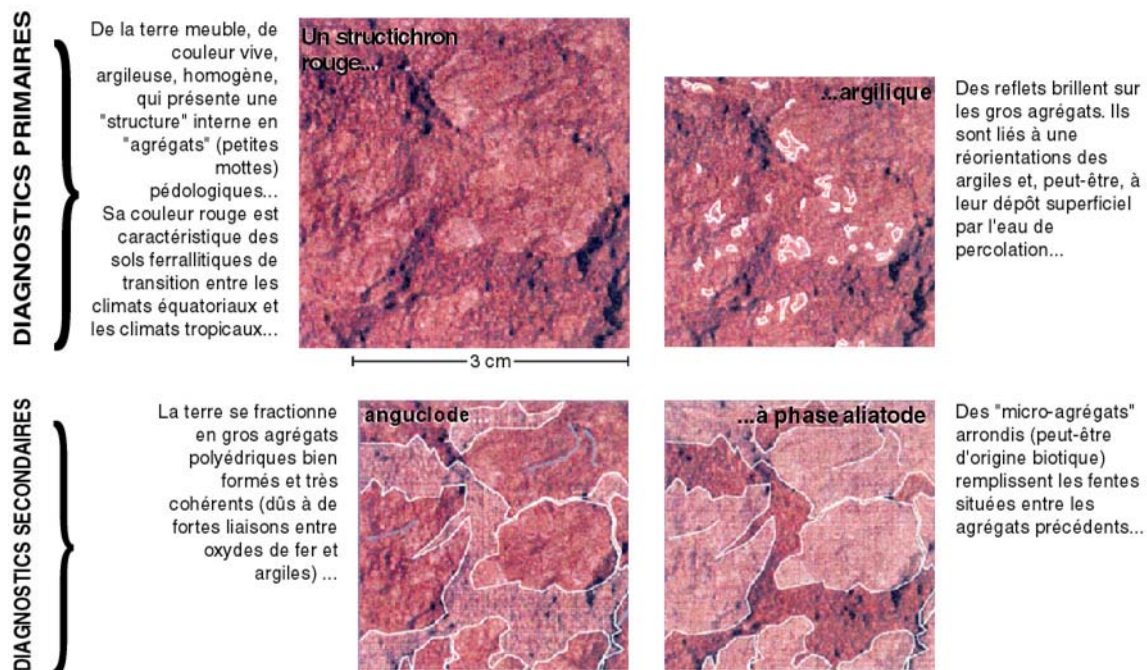 DIAGNOSTICS PRIMAIRES
De la terre meuble, de
couleur vive,
argileuse, homogène,
qui présente une
"structure" interne en
"agrégats" (petites
mottes)
pédologiques...
Sa couleur rouge est
caractéristique des
sols ferrallitiques de
transition entre les
climats équatoriaux et
les climats tropicaux...
Un structichron
rouge...
...argilique
Des reflets brillent sur
les gros agrégats. Ils
sont liés à une
réorientations des
argiles et, peut-être, à
leur dépôt superficiel
par l'eau de
percolation...
3 cm
DIAGNOSTICS SECONDAIRES
La terre se fractionne
en gros agrégats
polyédriques bien
formés et très
cohérents (dûs à de
fortes liaisons entre
oxydes de fer et
argiles) ...
anguclode
...à phase aliatode
Des "micro-agrégats"
arrondis (peut-être
d'origine biotique)
remplissent les fentes
situées entre les
agrégats précédents...